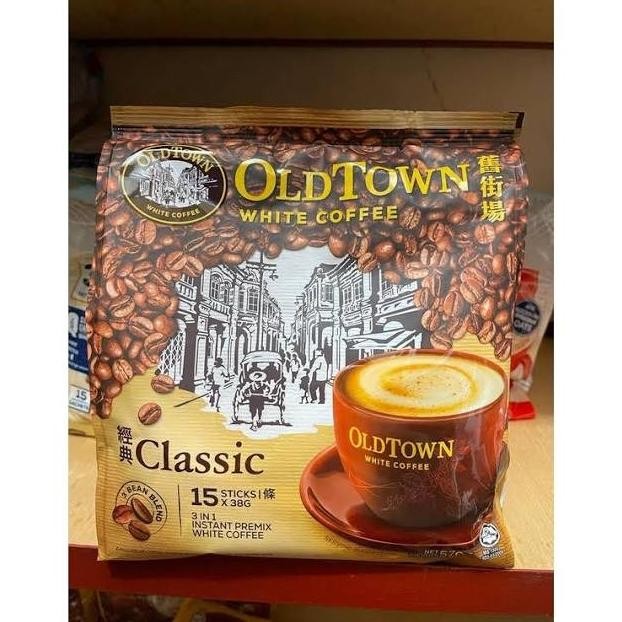 OLDTOWN
WHITE COFFEE
OLDTOWN
WHITE COFFEE
舊街場
OLDTOWN
WHITE COFFEE
經典
Classic
3 BEAN BLEND
15 STICKS | 條
X 38G
3 IN 1
INSTANT PREMIX
WHITE COFFEE
15